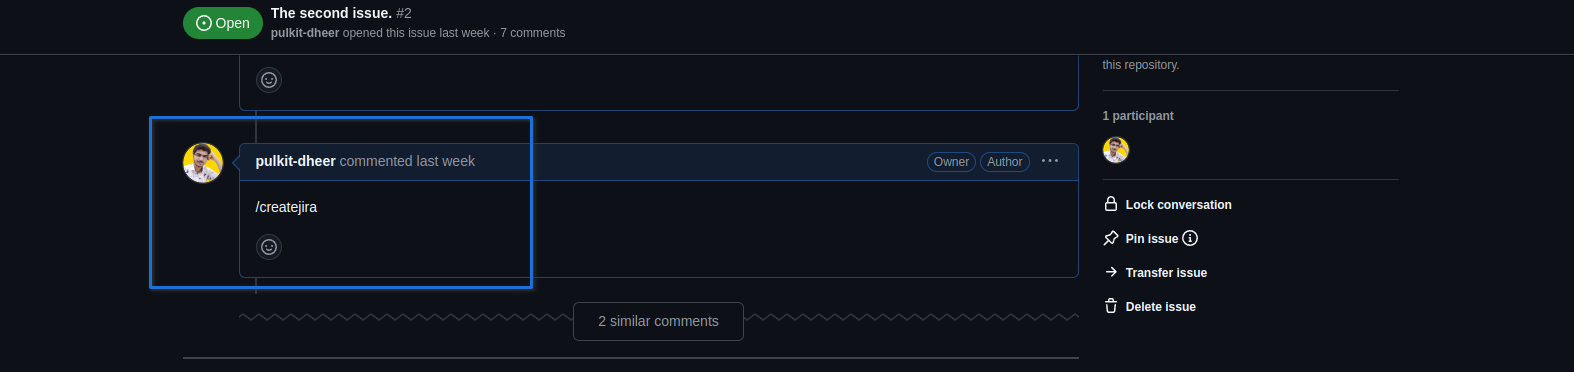 Open
The second issue. #2
pulkit-dheer opened this issue last week · 7 comments
this repository.
1 participant
pulkit-dheer commented last week
Owner
Author
/createjira
Lock conversation
Pin issue
Transfer issue
Delete issue
2 similar comments